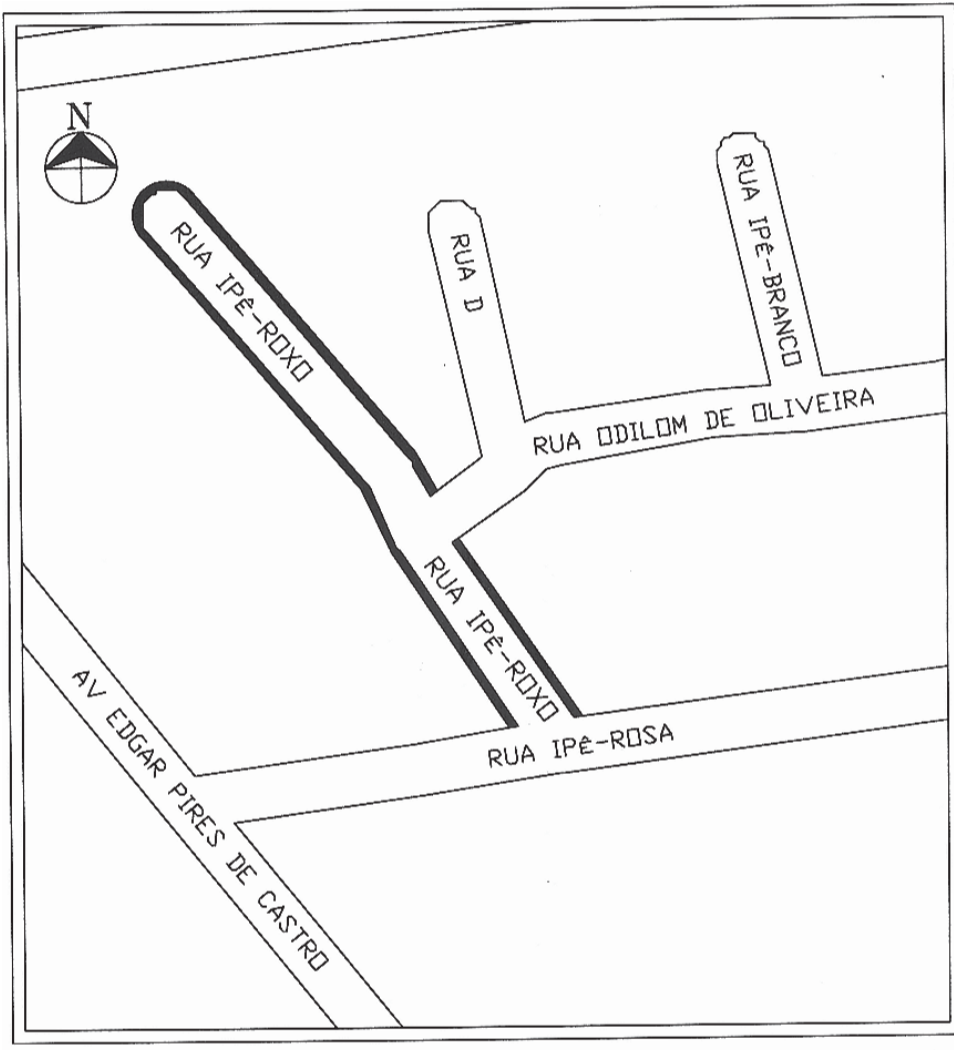 N
RUA IPÊ-ROXO
RUA D
RUA IPÊ-BRANCO
RUA ODILOM DE OLIVEIRA
RUA IPÊ-ROXO
RUA IPÊ-ROSA
AV EDGAR PIRES DE CASTRO